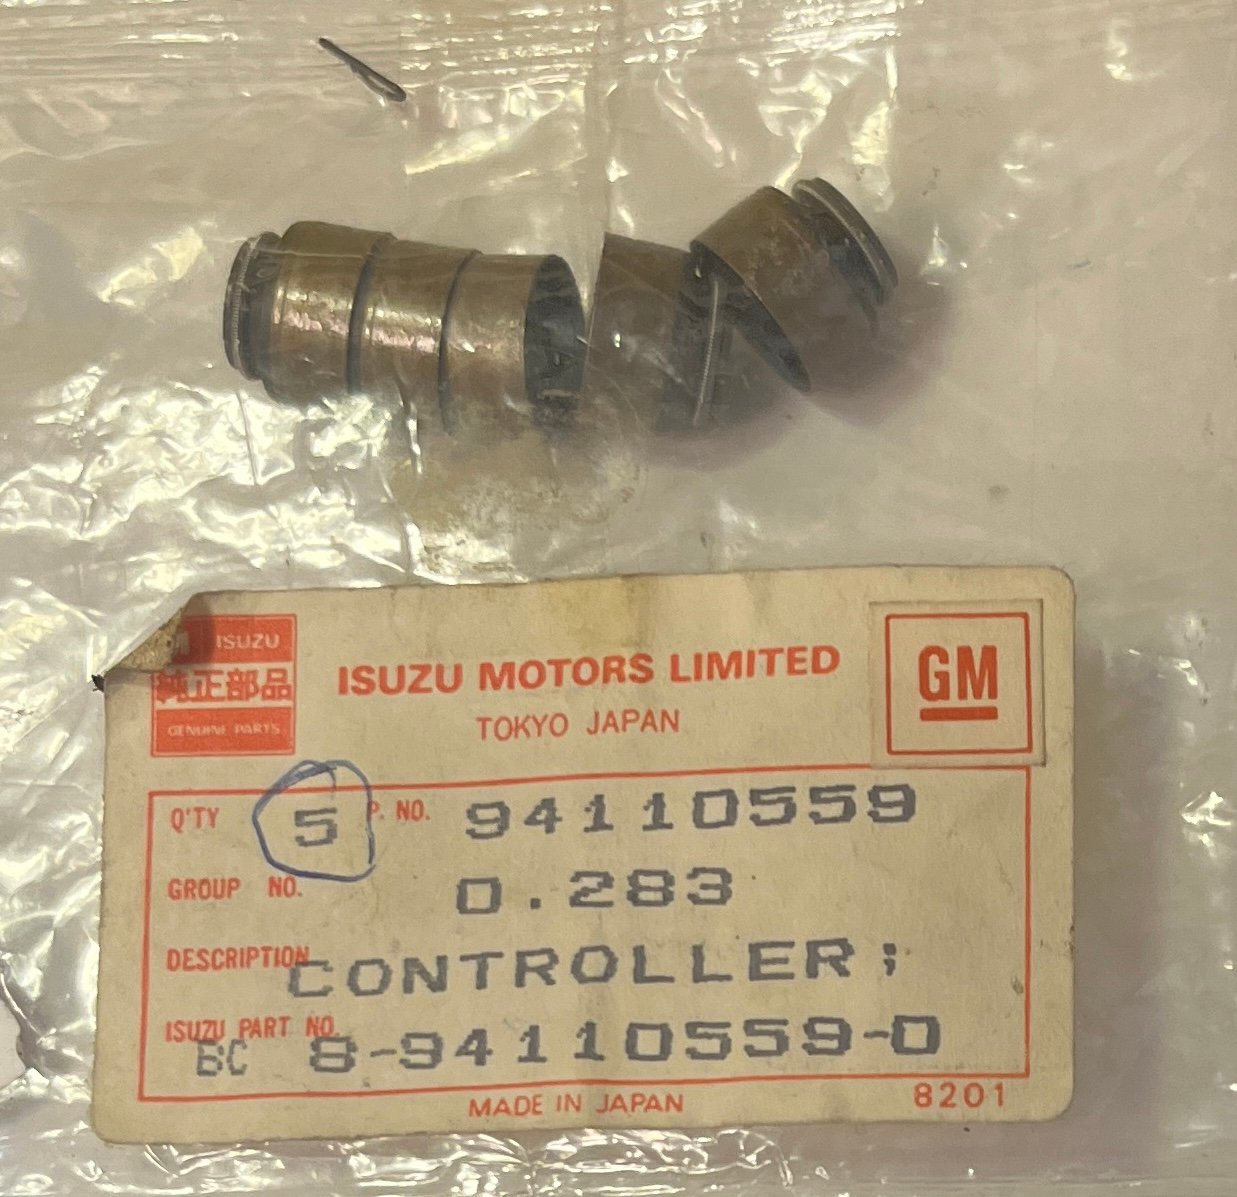 ISUZU
純正部品
GENUINE PARTS
ISUZU MOTORS LIMITED
TOKYO JAPAN
GM
Q'TY 5 P. NO. 94110559
GROUP NO. 0.283
DESCRIPTION CONTROLLER;
ISUZU PART NO.
BC 8-94110559-0
MADE IN JAPAN 8201